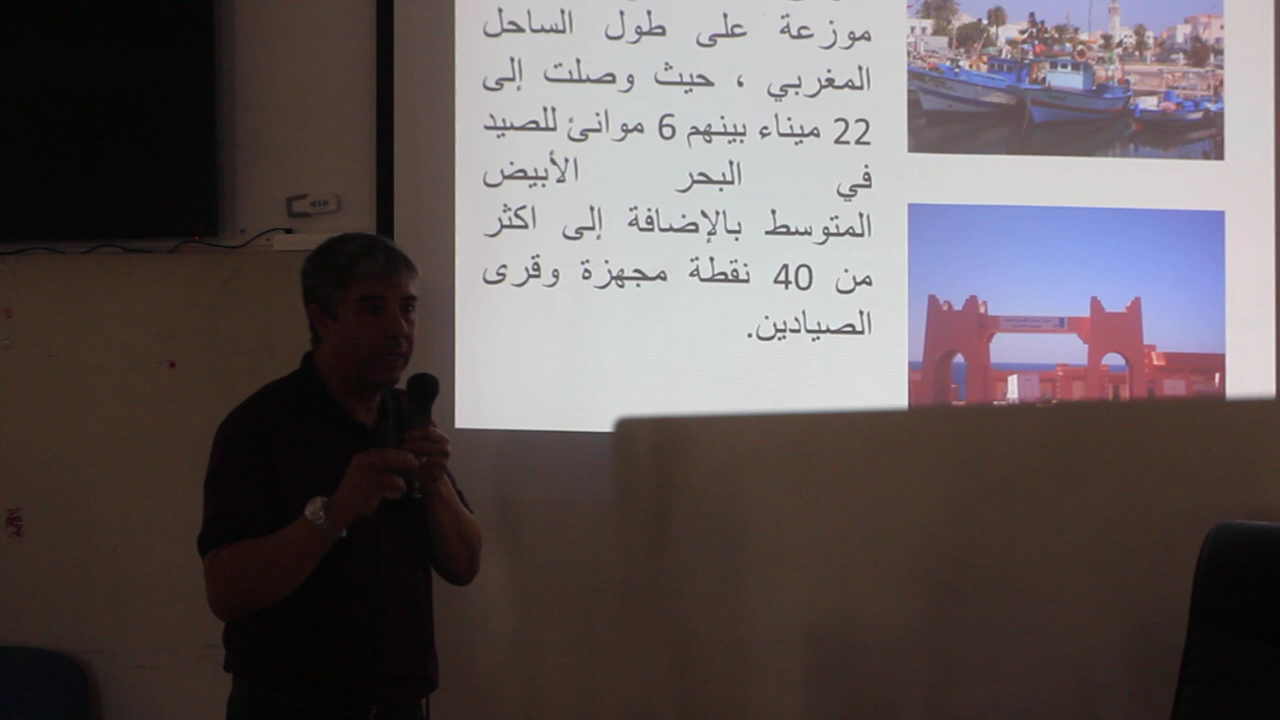 موزعة على طول الساحل
المغربي ، حيث وصلت إلى
22 ميناء بينهم 6 موانئ للصيد
في البحر الأبيض
المتوسط بالإضافة إلى اكثر
من 40 نقطة مجهزة وقرى
الصيادين.